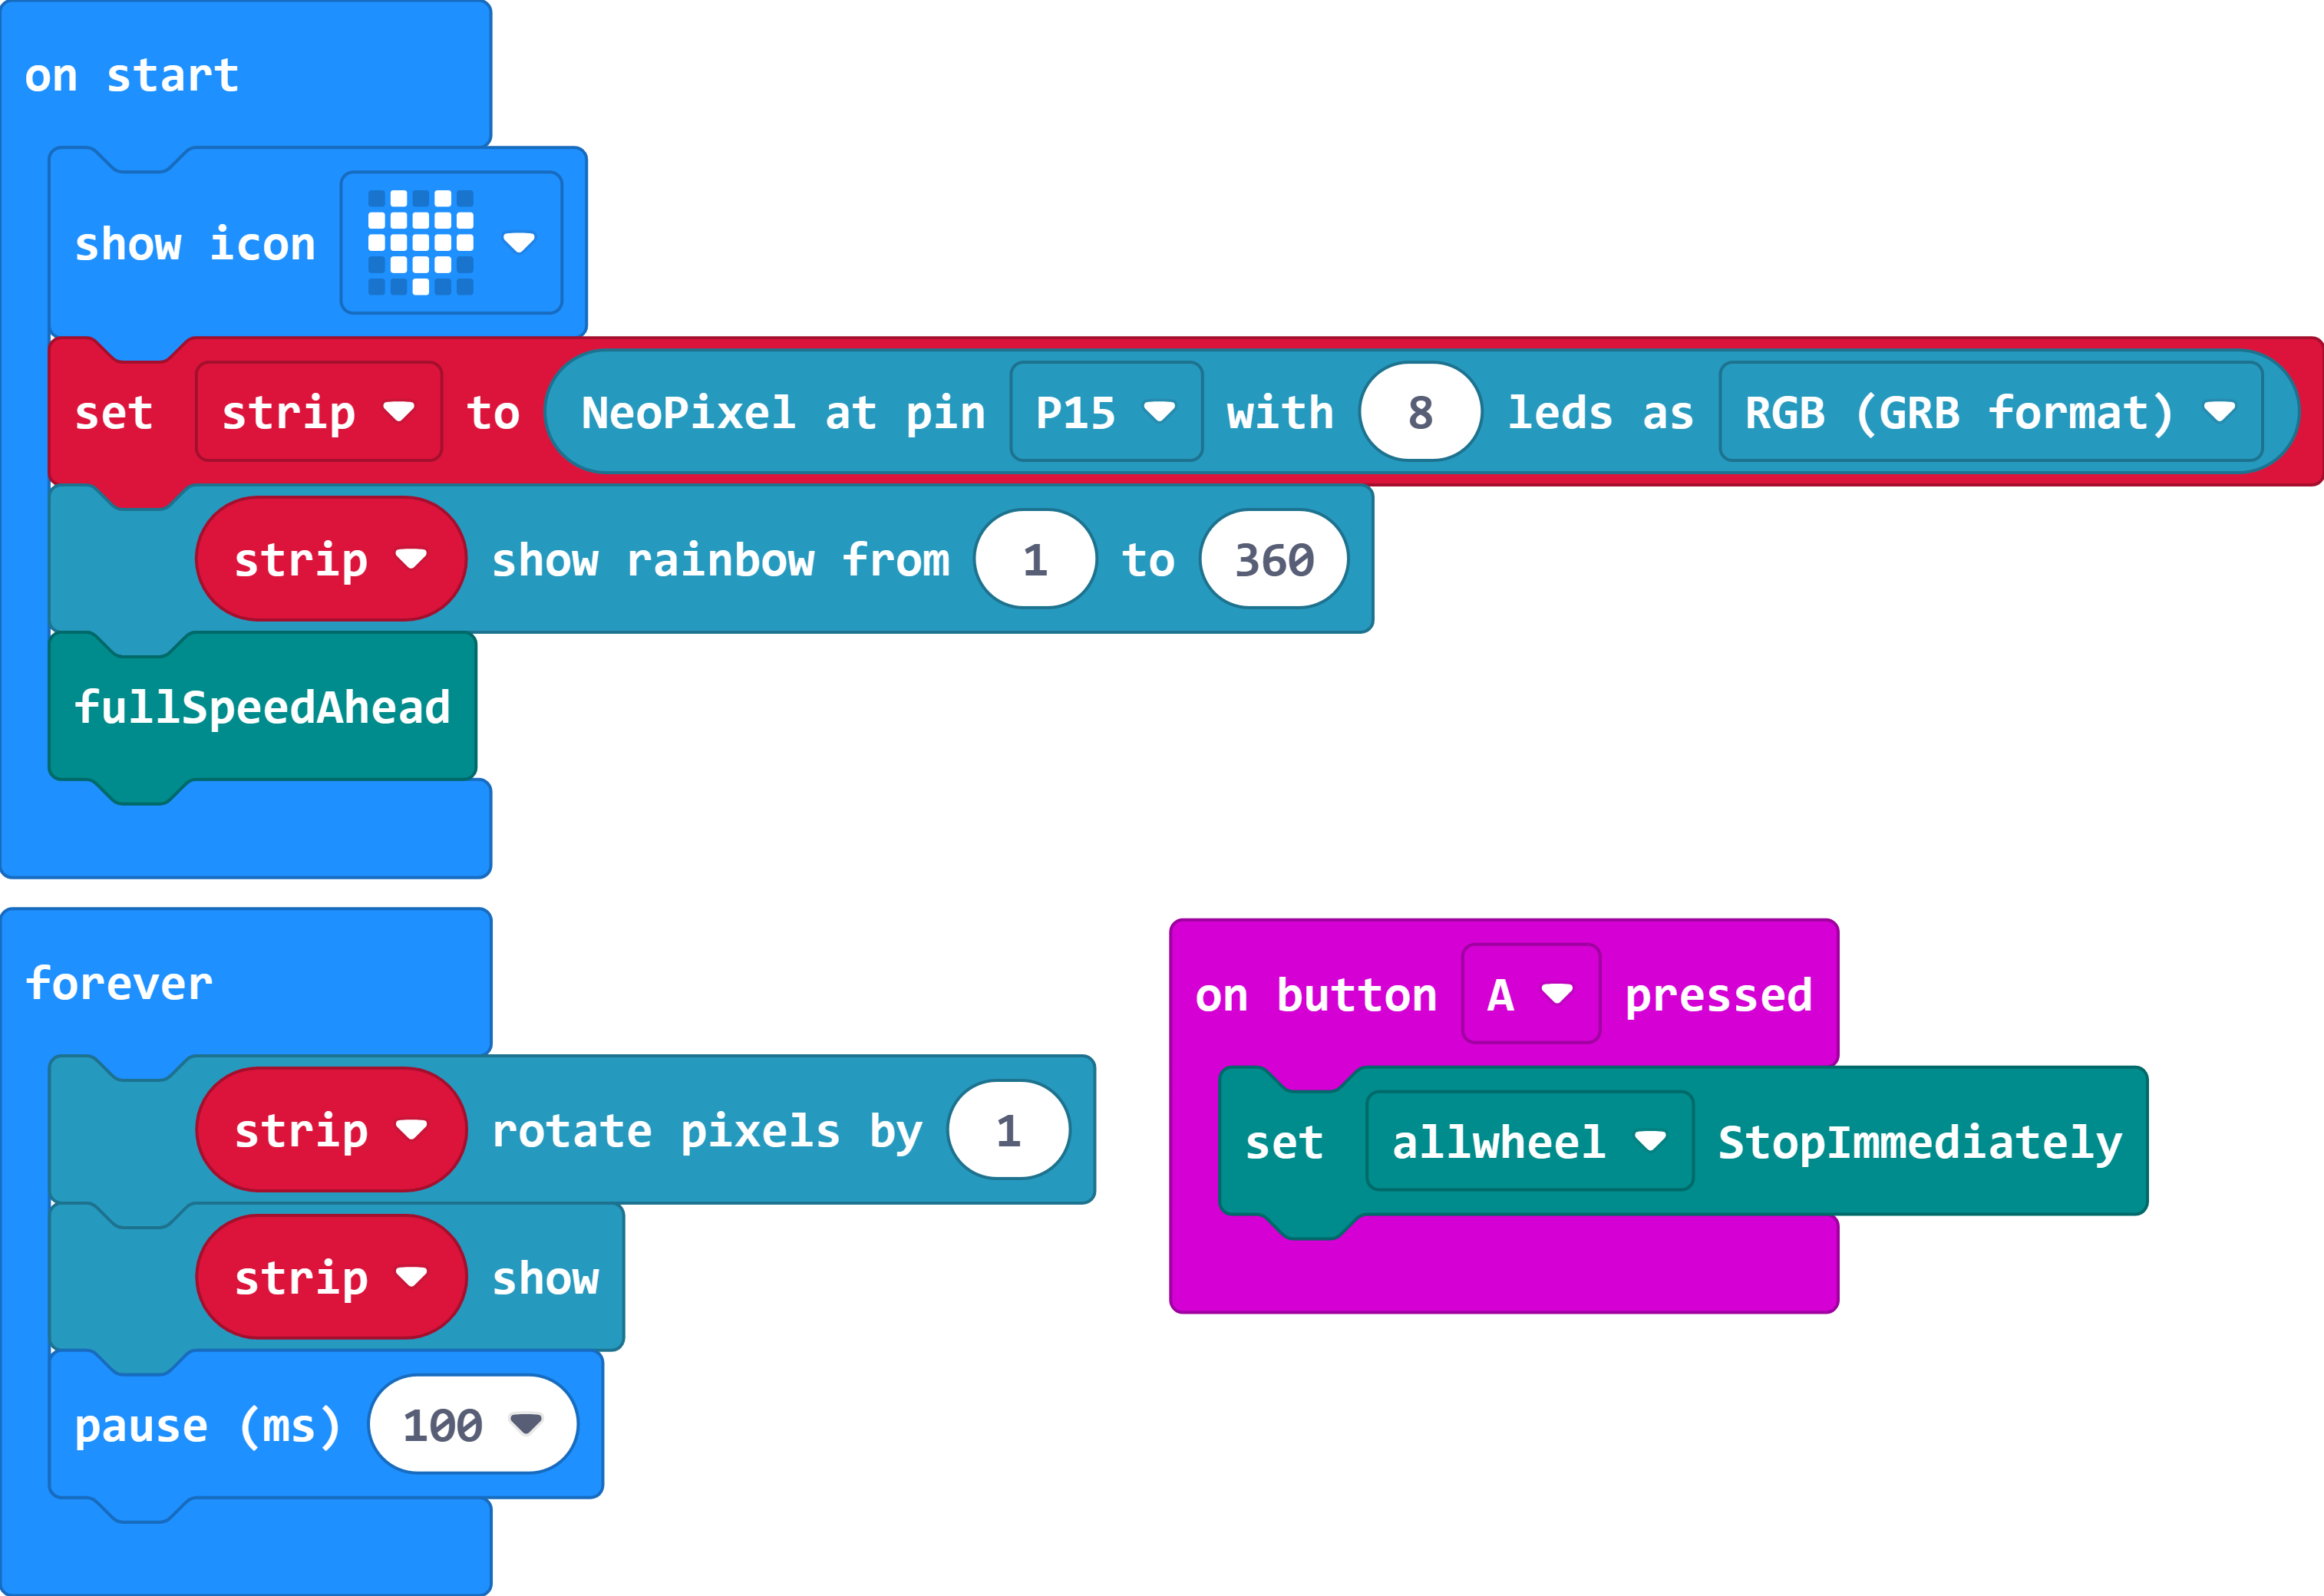 on start
show icon
set strip to NeoPixel at pin P15 with 8 leds as RGB (GRB format)
strip show rainbow from 1 to 360
fullSpeedAhead
forever
strip rotate pixels by 1
strip show
pause (ms) 100
on button A pressed
set allwheel StopImmediately